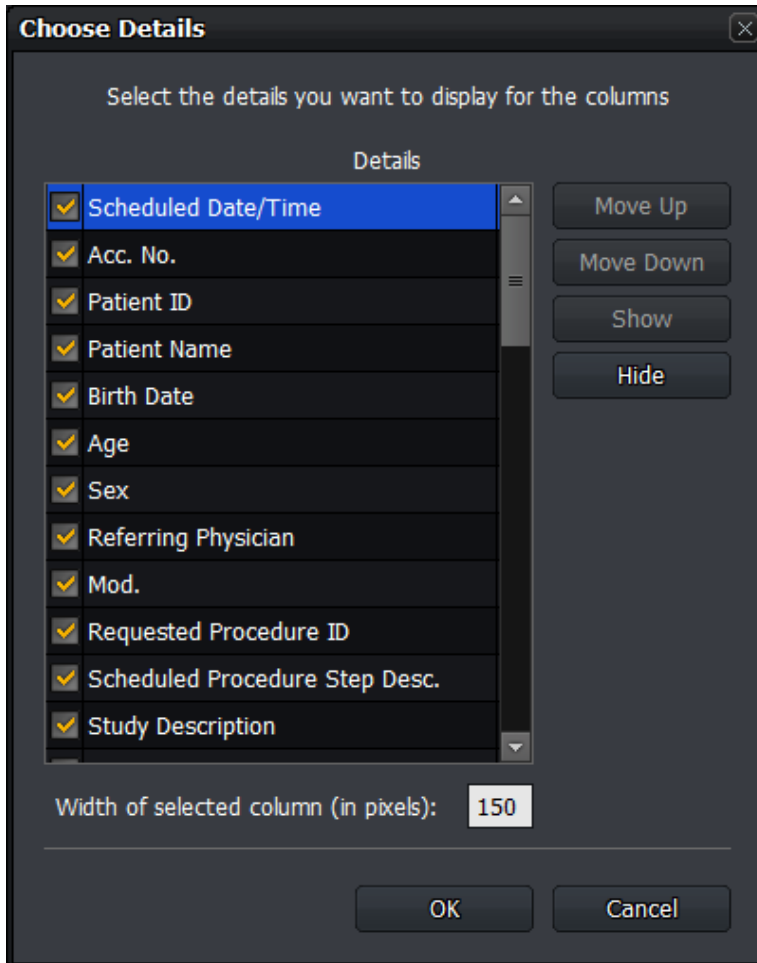 Choose Details
Select the details you want to display for the columns
Details
Scheduled Date/Time
Acc. No.
Patient ID
Patient Name
Birth Date
Age
Sex
Referring Physician
Mod.
Requested Procedure ID
Scheduled Procedure Step Desc.
Study Description
Move Up
Move Down
Show
Hide
Width of selected column (in pixels): 150
OK
Cancel